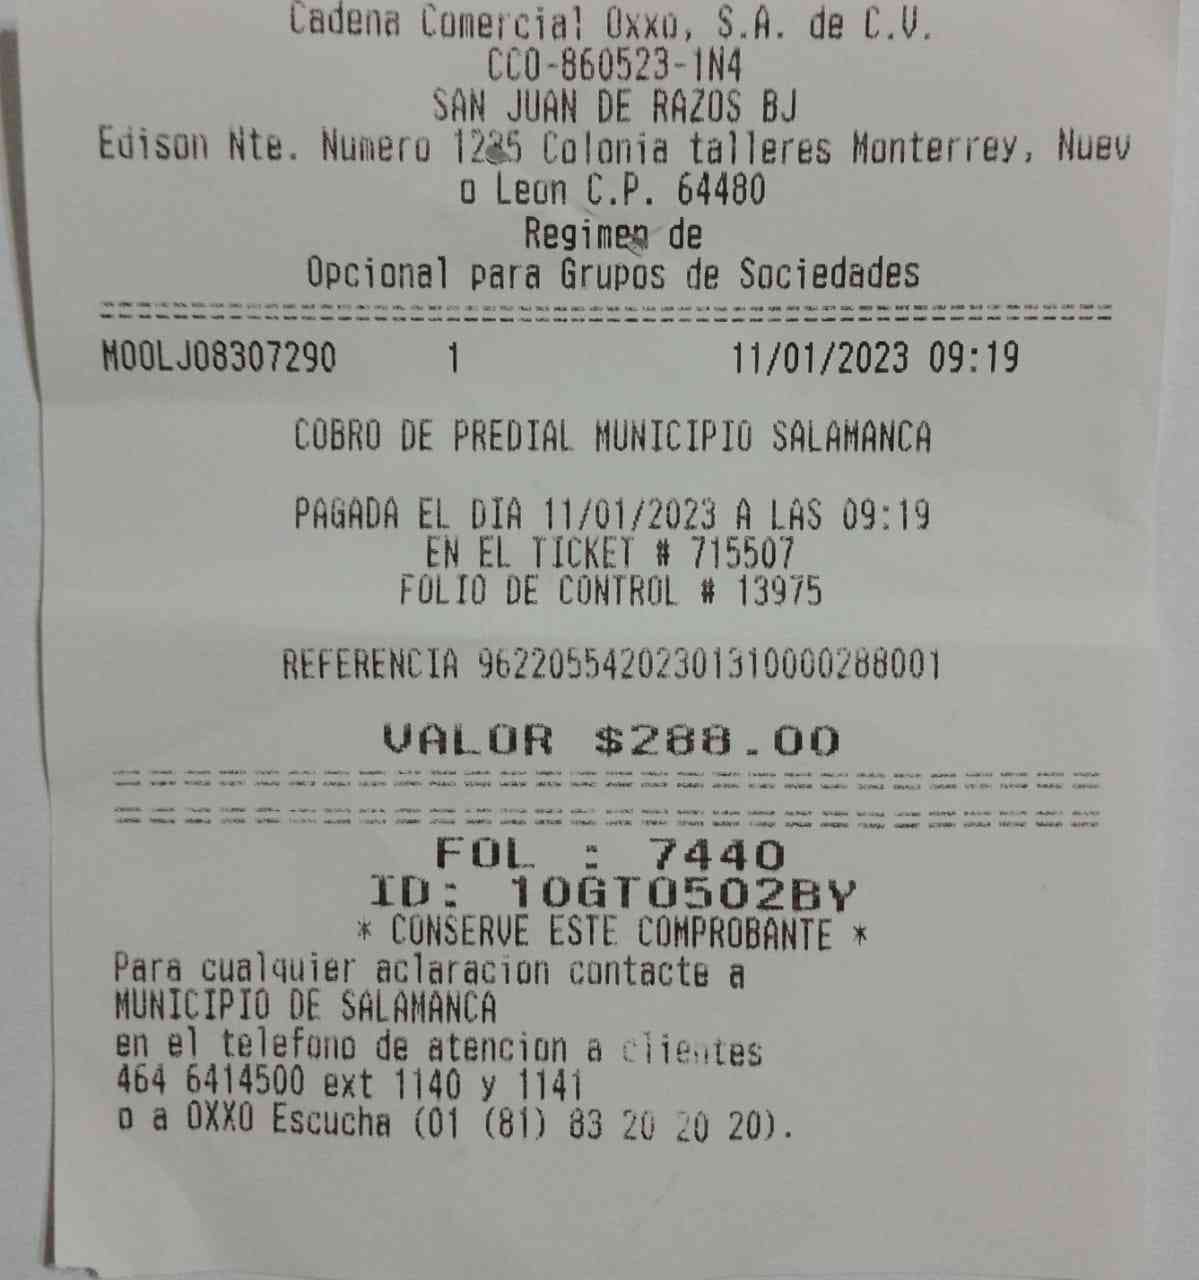 Cadena Comercial Oxxo, S.A. de C.V.
CCO-860523-1N4
SAN JUAN DE RAZOS BJ
Edison Nte. Numero 1235 Colonia talleres Monterrey, Nuev
o Leon C.P. 64480
Regimen de
Opcional para Grupos de Sociedades
MOOLJ08307290 1 11/01/2023 09:19
COBRO DE PREDIAL MUNICIPIO SALAMANCA
PAGADA EL DIA 11/01/2023 A LAS 09:19
EN EL TICKET # 715507
FOLIO DE CONTROL # 13975
REFERENCIA 96220554202301310000288001
VALOR $288.00
FOL : 7440
ID: 10GTO502BY
* CONSERVE ESTE COMPROBANTE *
Para cualquier aclaracion contacte a
MUNICIPIO DE SALAMANCA
en el telefono de atencion a clientes
464 6414500 ext 1140 y 1141
o a OXXO Escucha (01 (81) 83 20 20 20).